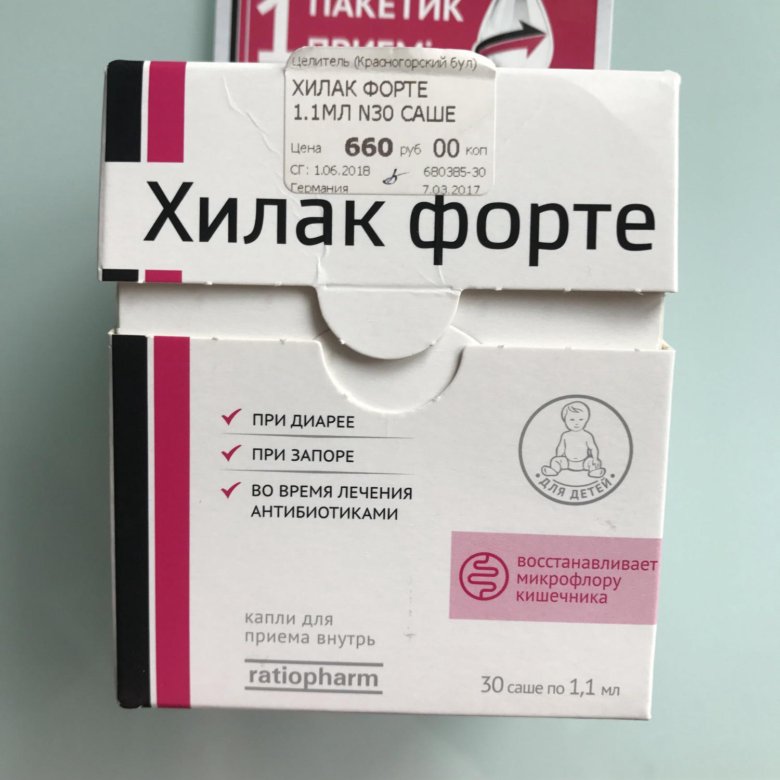 1 ПАКЕТИК
Целитель (Красногорский бул)
ХИЛАК ФОРТЕ
1.1МЛ N30 САШЕ
Цена 660 руб 00 коп
СГ: 1.06.2018 680385-30
Германия 7.03.2017
Хилак форте
ПРИ ДИАРЕЕ
ПРИ ЗАПОРЕ
ВО ВРЕМЯ ЛЕЧЕНИЯ
АНТИБИОТИКАМИ
• ДЛЯ ДЕТЕЙ •
восстанавливает
микрофлору
кишечника
капли для
приема внутрь
ratiopharm
30 саше по 1,1 мл